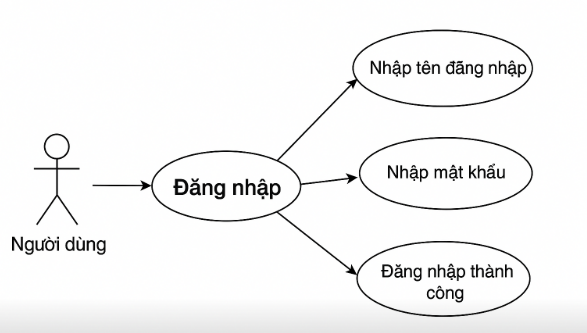 Nhập tên đăng nhập
Nhập mật khẩu
Đăng nhập
Người dùng
Đăng nhập thành
công